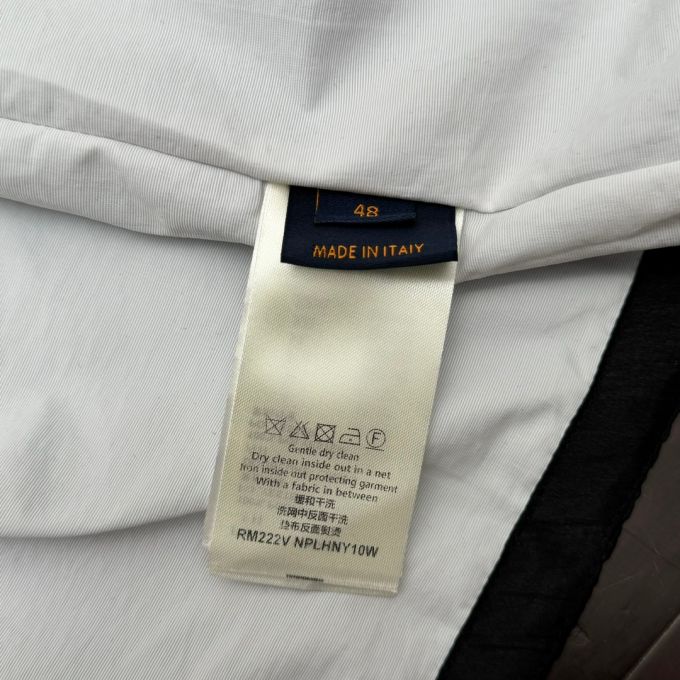 48
MADE IN ITALY
F
Gentle dry clean
Dry clean inside out in a net
Iron inside out protecting garment
With a fabric in between
缓和干洗
洗网中反面干洗
垫布反面熨烫
RM222V NPLHNY10W